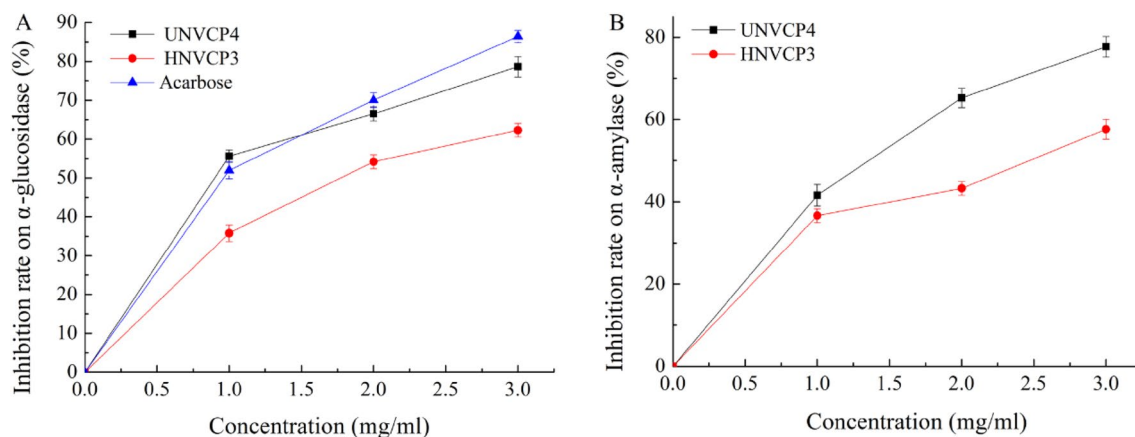 A
Inhibition rate on α-glucosidase (%)
90
80
70
60
50
40
30
20
10
0
UNVCP4
HNVCP3
Acarbose
0.0 0.5 1.0 1.5 2.0 2.5 3.0
Concentration (mg/ml)
B
Inhibition rate on α-amylase (%)
80
60
40
20
0
UNVCP4
HNVCP3
0.0 0.5 1.0 1.5 2.0 2.5 3.0
Concentration (mg/ml)